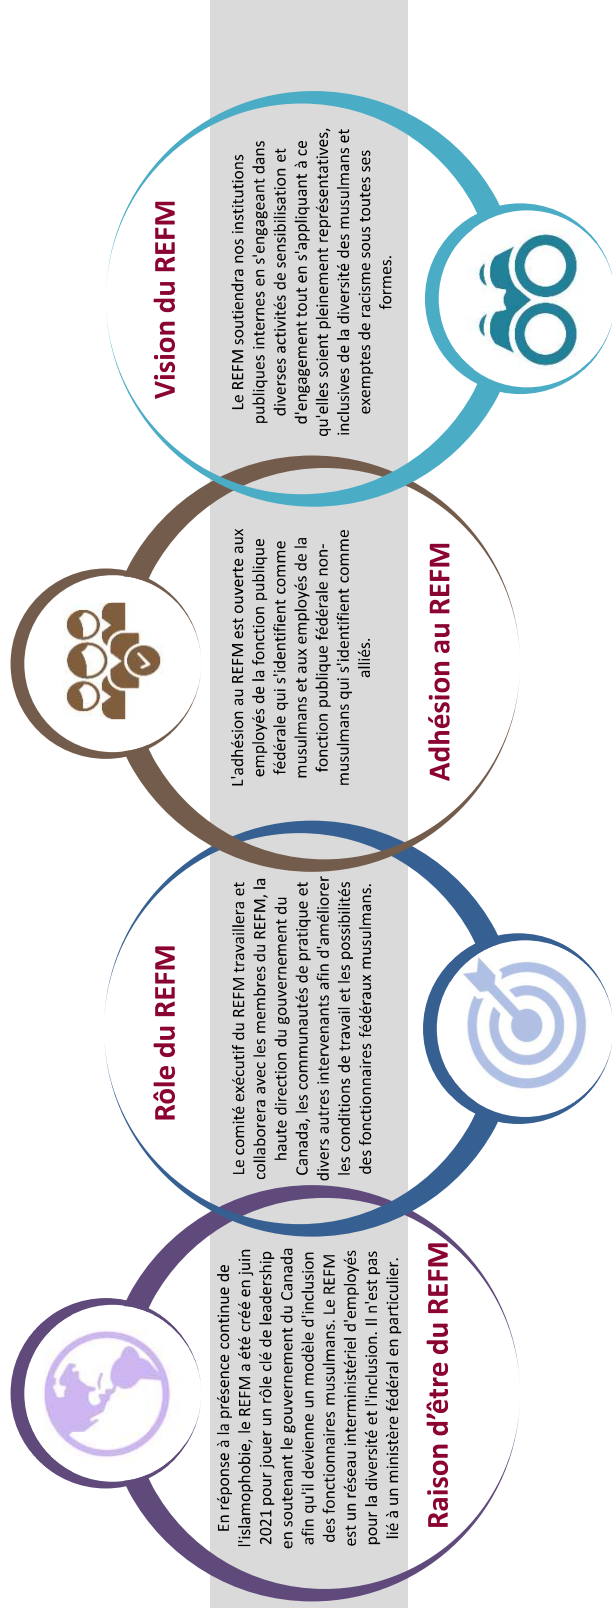 En réponse à la présence continue de
l'islamophobie, le REFM a été créé en juin
2021 pour jouer un rôle clé de leadership
en soutenant le gouvernement du Canada
afin qu'il devienne un modèle d'inclusion
des fonctionnaires musulmans. Le REFM
est un réseau interministériel d'employés
pour la diversité et l'inclusion. Il n'est pas
lié à un ministère fédéral en particulier.
Raison d’être du REFM
Rôle du REFM
Le comité exécutif du REFM travaillera et
collaborera avec les membres du REFM, la
haute direction du gouvernement du
Canada, les communautés de pratique et
divers autres intervenants afin d'améliorer
les conditions de travail et les possibilités
des fonctionnaires fédéraux musulmans.
L'adhésion au REFM est ouverte aux
employés de la fonction publique
fédérale qui s'identifient comme
musulmans et aux employés de la
fonction publique fédérale non-
musulmans qui s'identifient comme
alliés.
Adhésion au REFM
Vision du REFM
Le REFM soutiendra nos institutions
publiques internes en s'engageant dans
diverses activités de sensibilisation et
d'engagement tout en s'appliquant à ce
qu'elles soient pleinement représentatives,
inclusives de la diversité des musulmans et
exemptes de racisme sous toutes ses
formes.